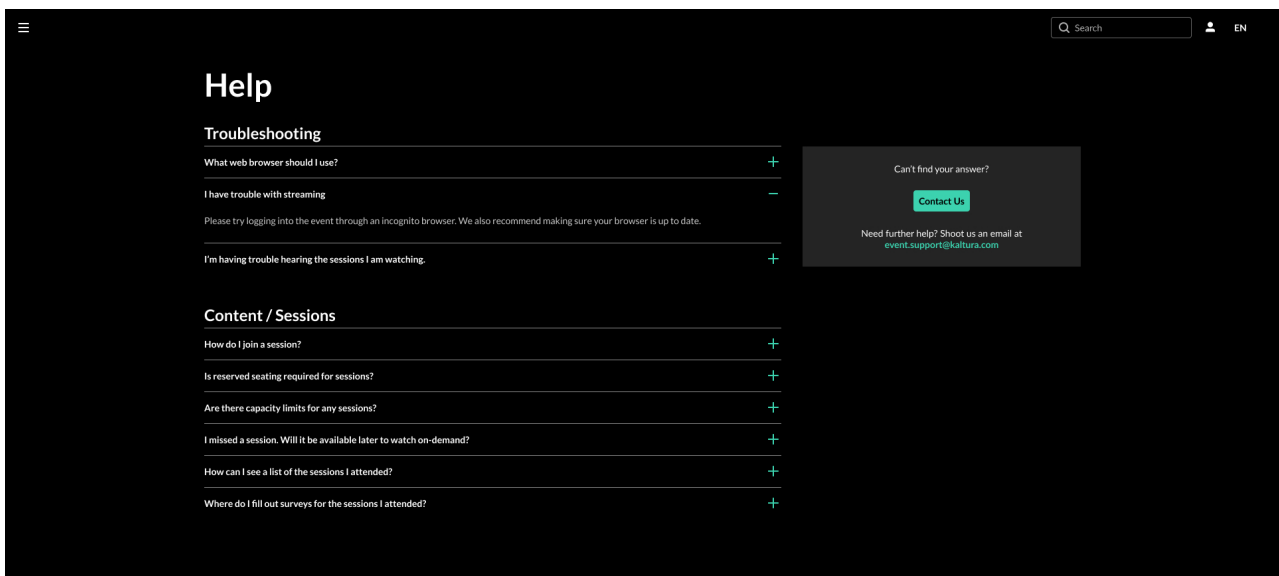 Search
EN
Help
Troubleshooting
What web browser should I use?
I have trouble with streaming
Please try logging into the event through an incognito browser. We also recommend making sure your browser is up to date.
I'm having trouble hearing the sessions I am watching.
Can't find your answer?
Contact Us
Need further help? Shoot us an email at
event.support@kaltura.com
Content / Sessions
How do I join a session?
Is reserved seating required for sessions?
Are there capacity limits for any sessions?
I missed a session. Will it be available later to watch on-demand?
How can I see a list of the sessions I attended?
Where do I fill out surveys for the sessions I attended?